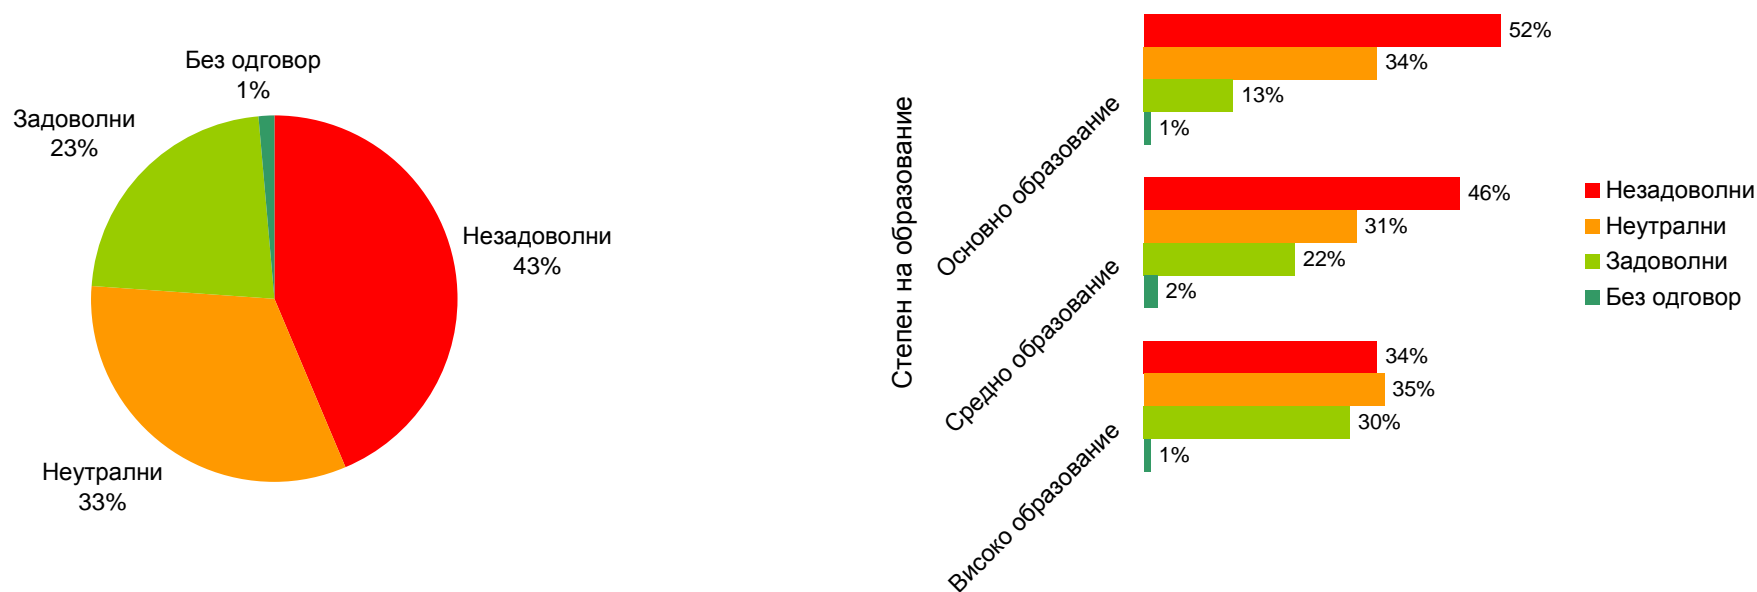 Без одговор
1%
Задоволни
23%
Незадоволни
43%
Неутрални
33%
Степен на образование
Основно образование
52%
34%
13%
1%
Средно образование
46%
31%
22%
2%
Високо образование
34%
35%
30%
1%
Незадоволни
Неутрални
Задоволни
Без одговор